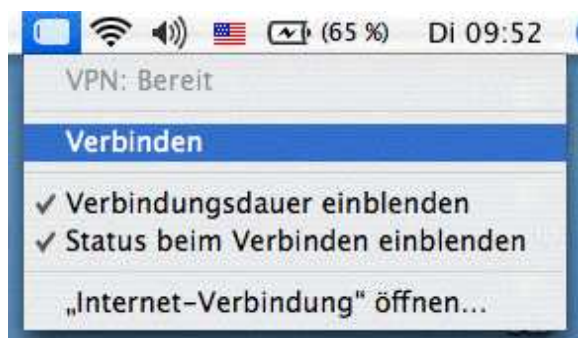 (65 %) Di 09:52
VPN: Bereit
Verbinden
✓ Verbindungsdauer einblenden
✓ Status beim Verbinden einblenden
„Internet-Verbindung“ öffnen...